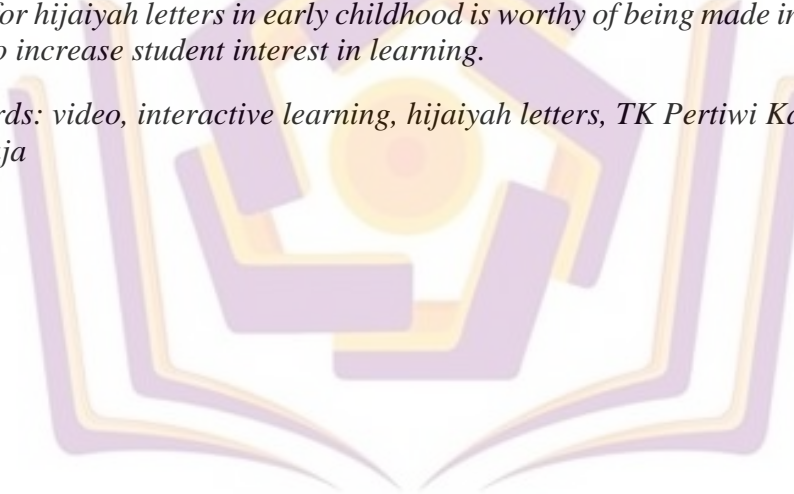 for hijaiyah letters in early childhood is worthy of being made in
o increase student interest in learning.
rds: video, interactive learning, hijaiyah letters, TK Pertiwi Ka
ja